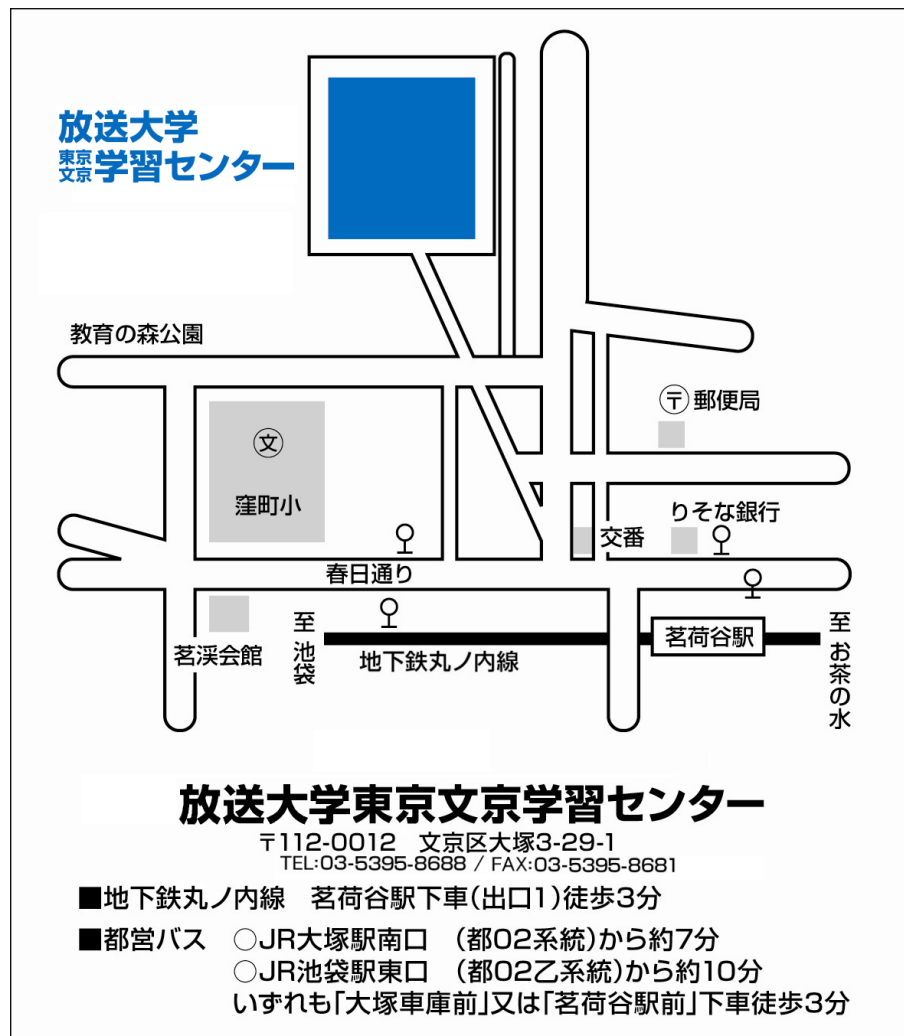 放送大学
東京
文京
学習センター
教育の森公園
〒
郵便局
文
窪町小
りそな銀行
交番
春日通り
茗渓会館
至 池袋
地下鉄丸ノ内線
茗荷谷駅
至 お茶の水
放送大学東京文京学習センター
〒112-0012 文京区大塚3-29-1
TEL:03-5395-8688 / FAX:03-5395-8681
■地下鉄丸ノ内線 茗荷谷駅下車(出口1)徒歩3分
■都営バス ○JR大塚駅南口 (都02系統)から約7分
○JR池袋駅東口 (都02乙系統)から約10分
いずれも「大塚車庫前」又は「茗荷谷駅前」下車徒歩3分